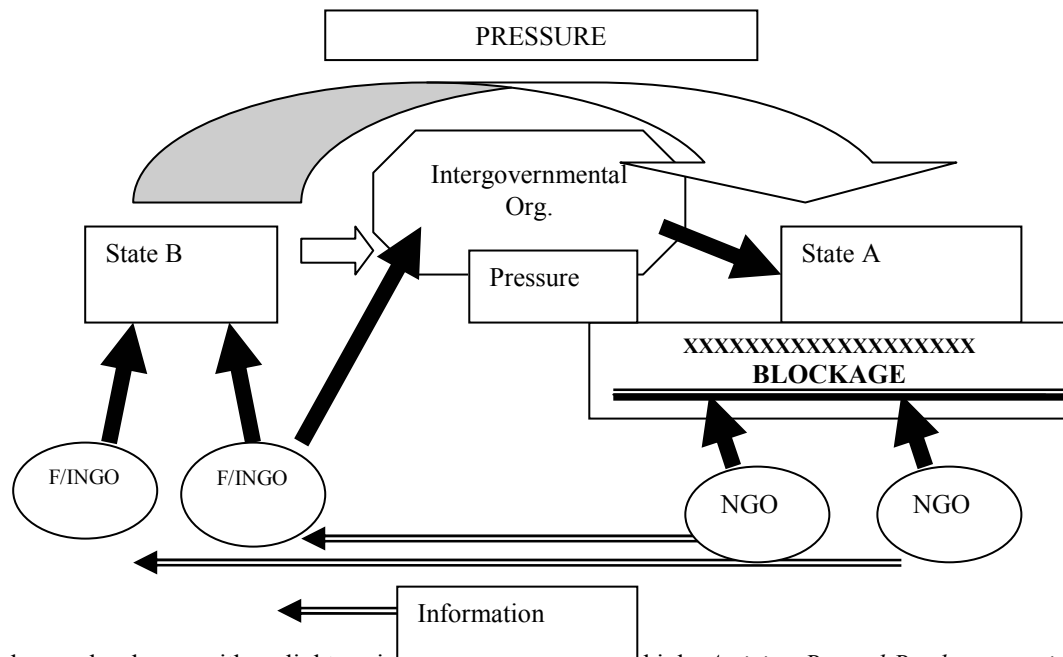 PRESSURE
Intergovernmental
Org.
State B
State A
Pressure
XXXXXXXXXXXXXXXXXXX
BLOCKAGE
F/INGO
F/INGO
NGO
NGO
Information